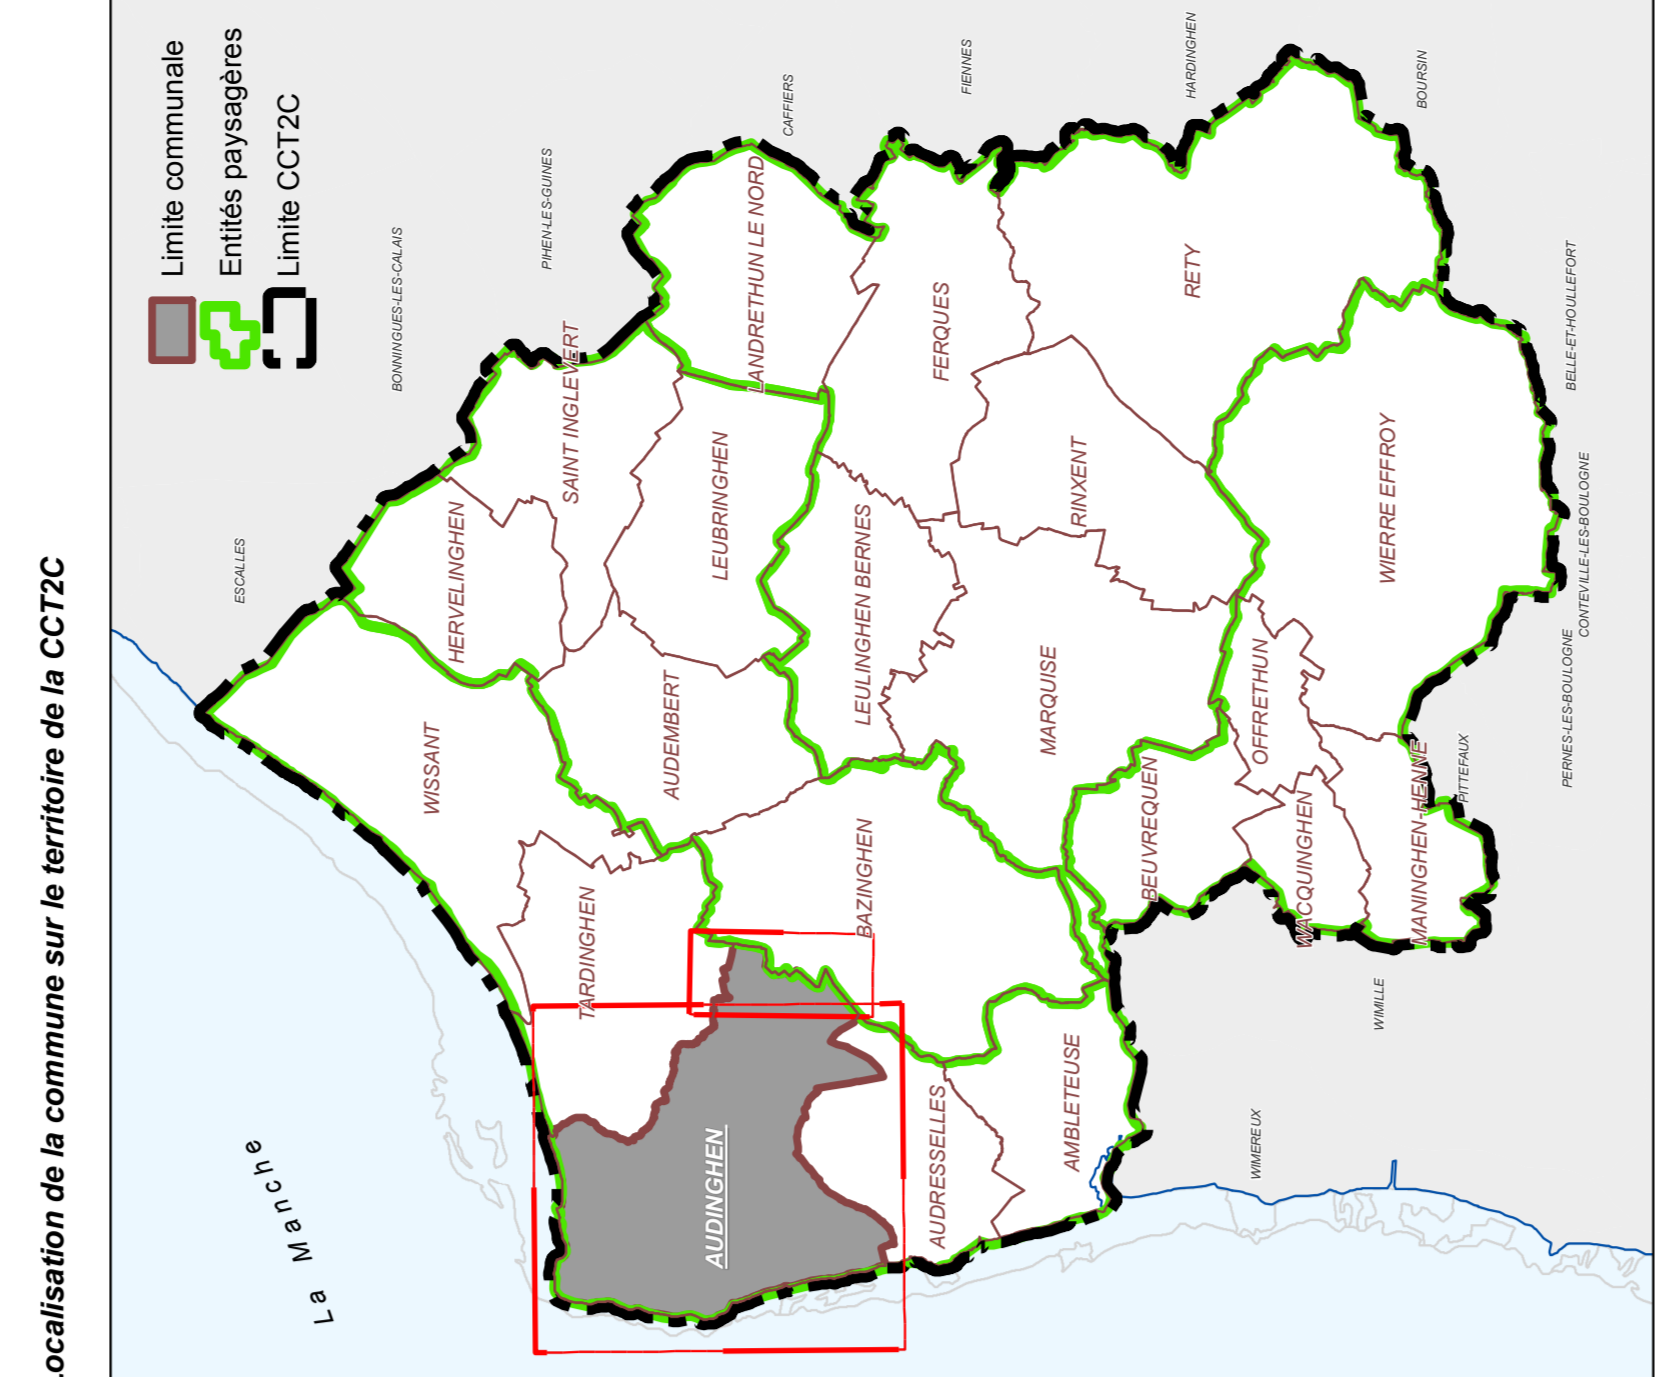 .ocalisation de la commune sur le territoire de la CCT2C
Limite communale
Entités paysagères
Limite CCT2C
La Manche
ESCALES
BONNINGUES-LES-CALAIS
PIHEN-LES-GUINES
CAFFIERS
FIENNES
HARDINGHEN
BOURSIN
BELLE-ET-HOULLEFORT
CONTEVILLE-LES-BOULOGNE
PERNES-LES-BOULOGNE
PITTEFAUX
WIMILLE
WIMEREUX
WISSANT
HERVELINGHEN
SAINT INGLEVERT
LEUBRINGHEN
LANDRETHUN LE NORD
AUDEMBERT
TARDINGHEN
LEULINGHEN BERNES
FERQUES
RETY
RINXENT
MARQUISE
BAZINGHEN
AUDINGHEN
AUDRESSELLES
AMBLETEUSE
BEUVREQUEN
OFFRETHUN
WACQUINGHEN
MANINGHEN-HENNE
WIERRE EFFROY